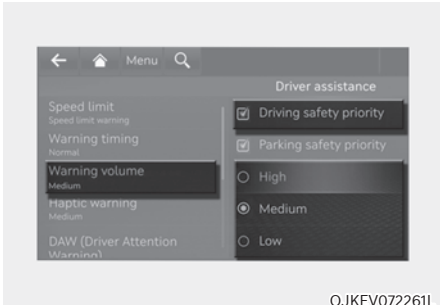 Menu
Driver assistance
Speed limit
Speed limit warning
Warning timing
Normal
Warning volume
Medium
Haptic warning
Medium
DAW (Driver Attention
Warning)
Driving safety priority
Parking safety priority
High
Medium
Low
OJKEV072261L